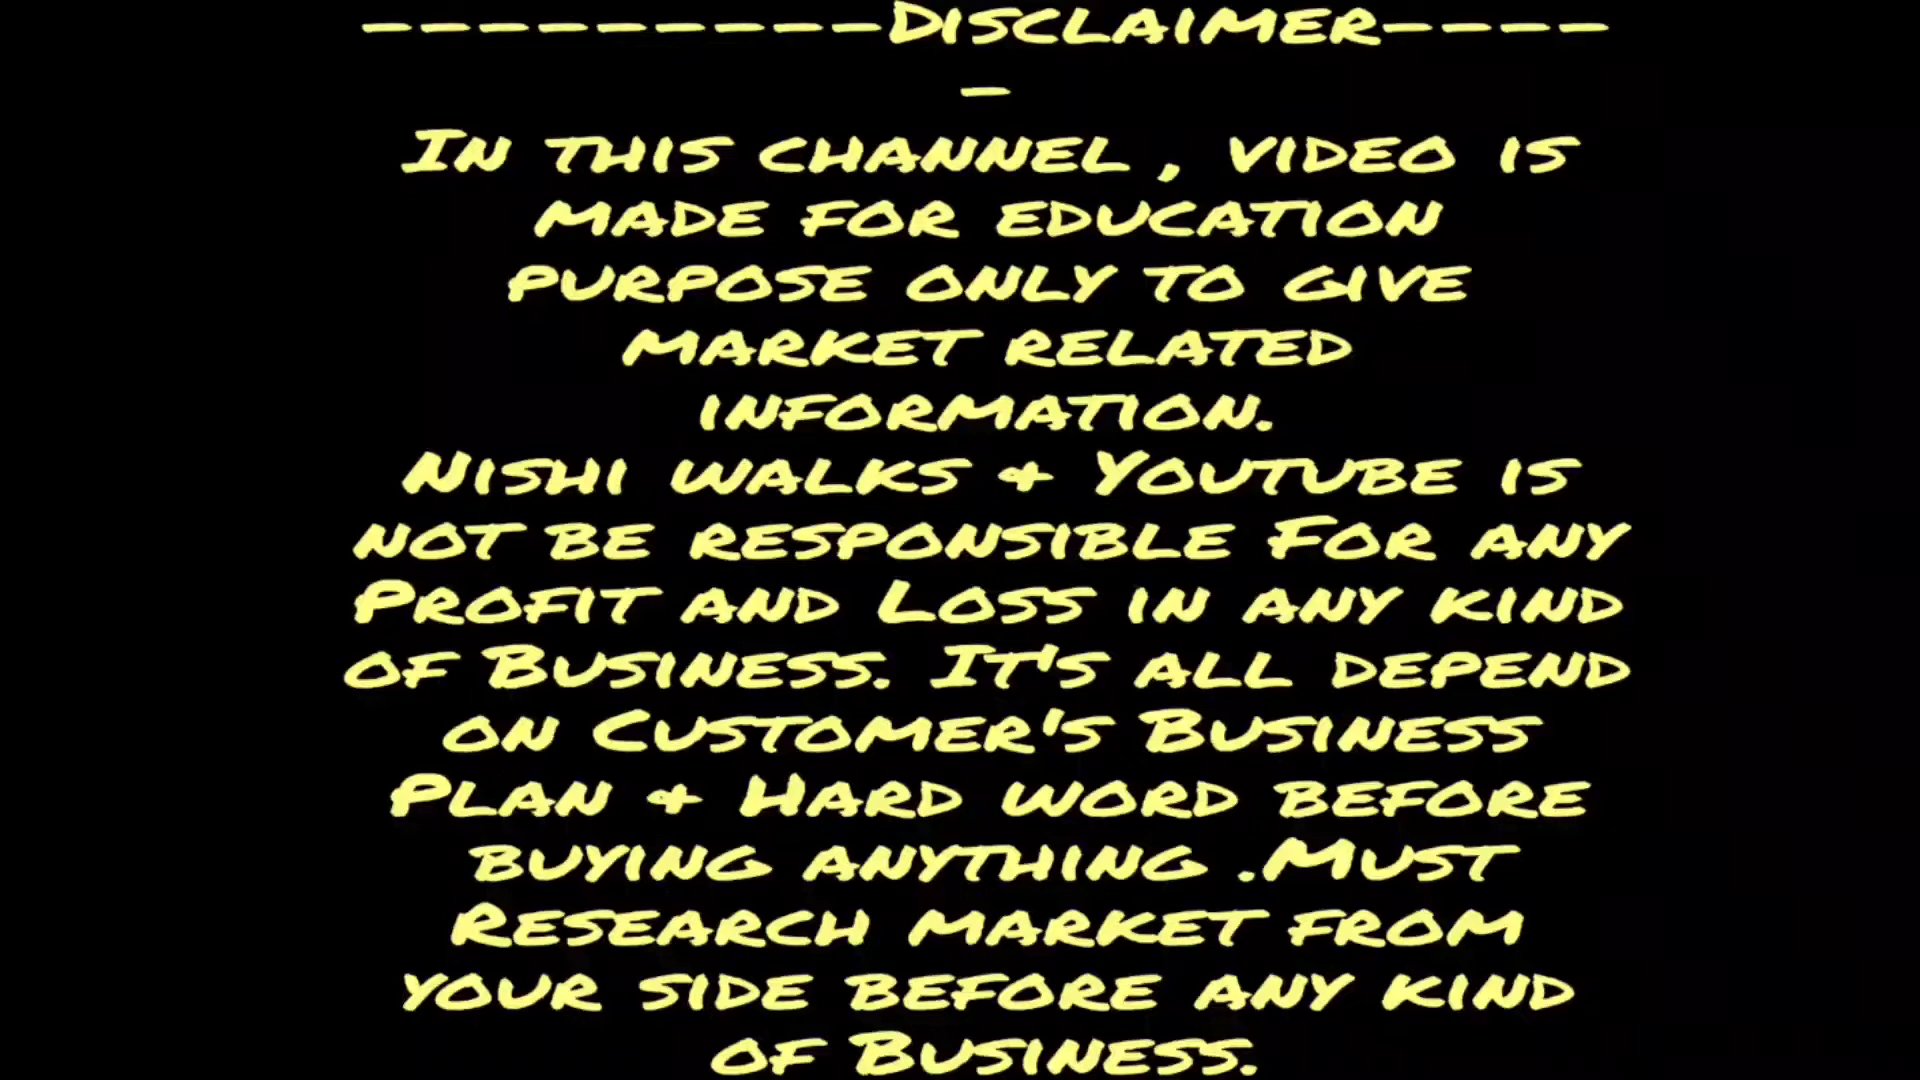 ----------Disclaimer----
-
In this channel , video is
made for education
purpose only to give
market related
information.
Nishi walks & Youtube is
not be responsible For any
Profit and Loss in any kind
of Business. It's all depend
on Customer's Business
Plan & Hard word before
buying anything .Must
Research market from
your side before any kind
of Business.